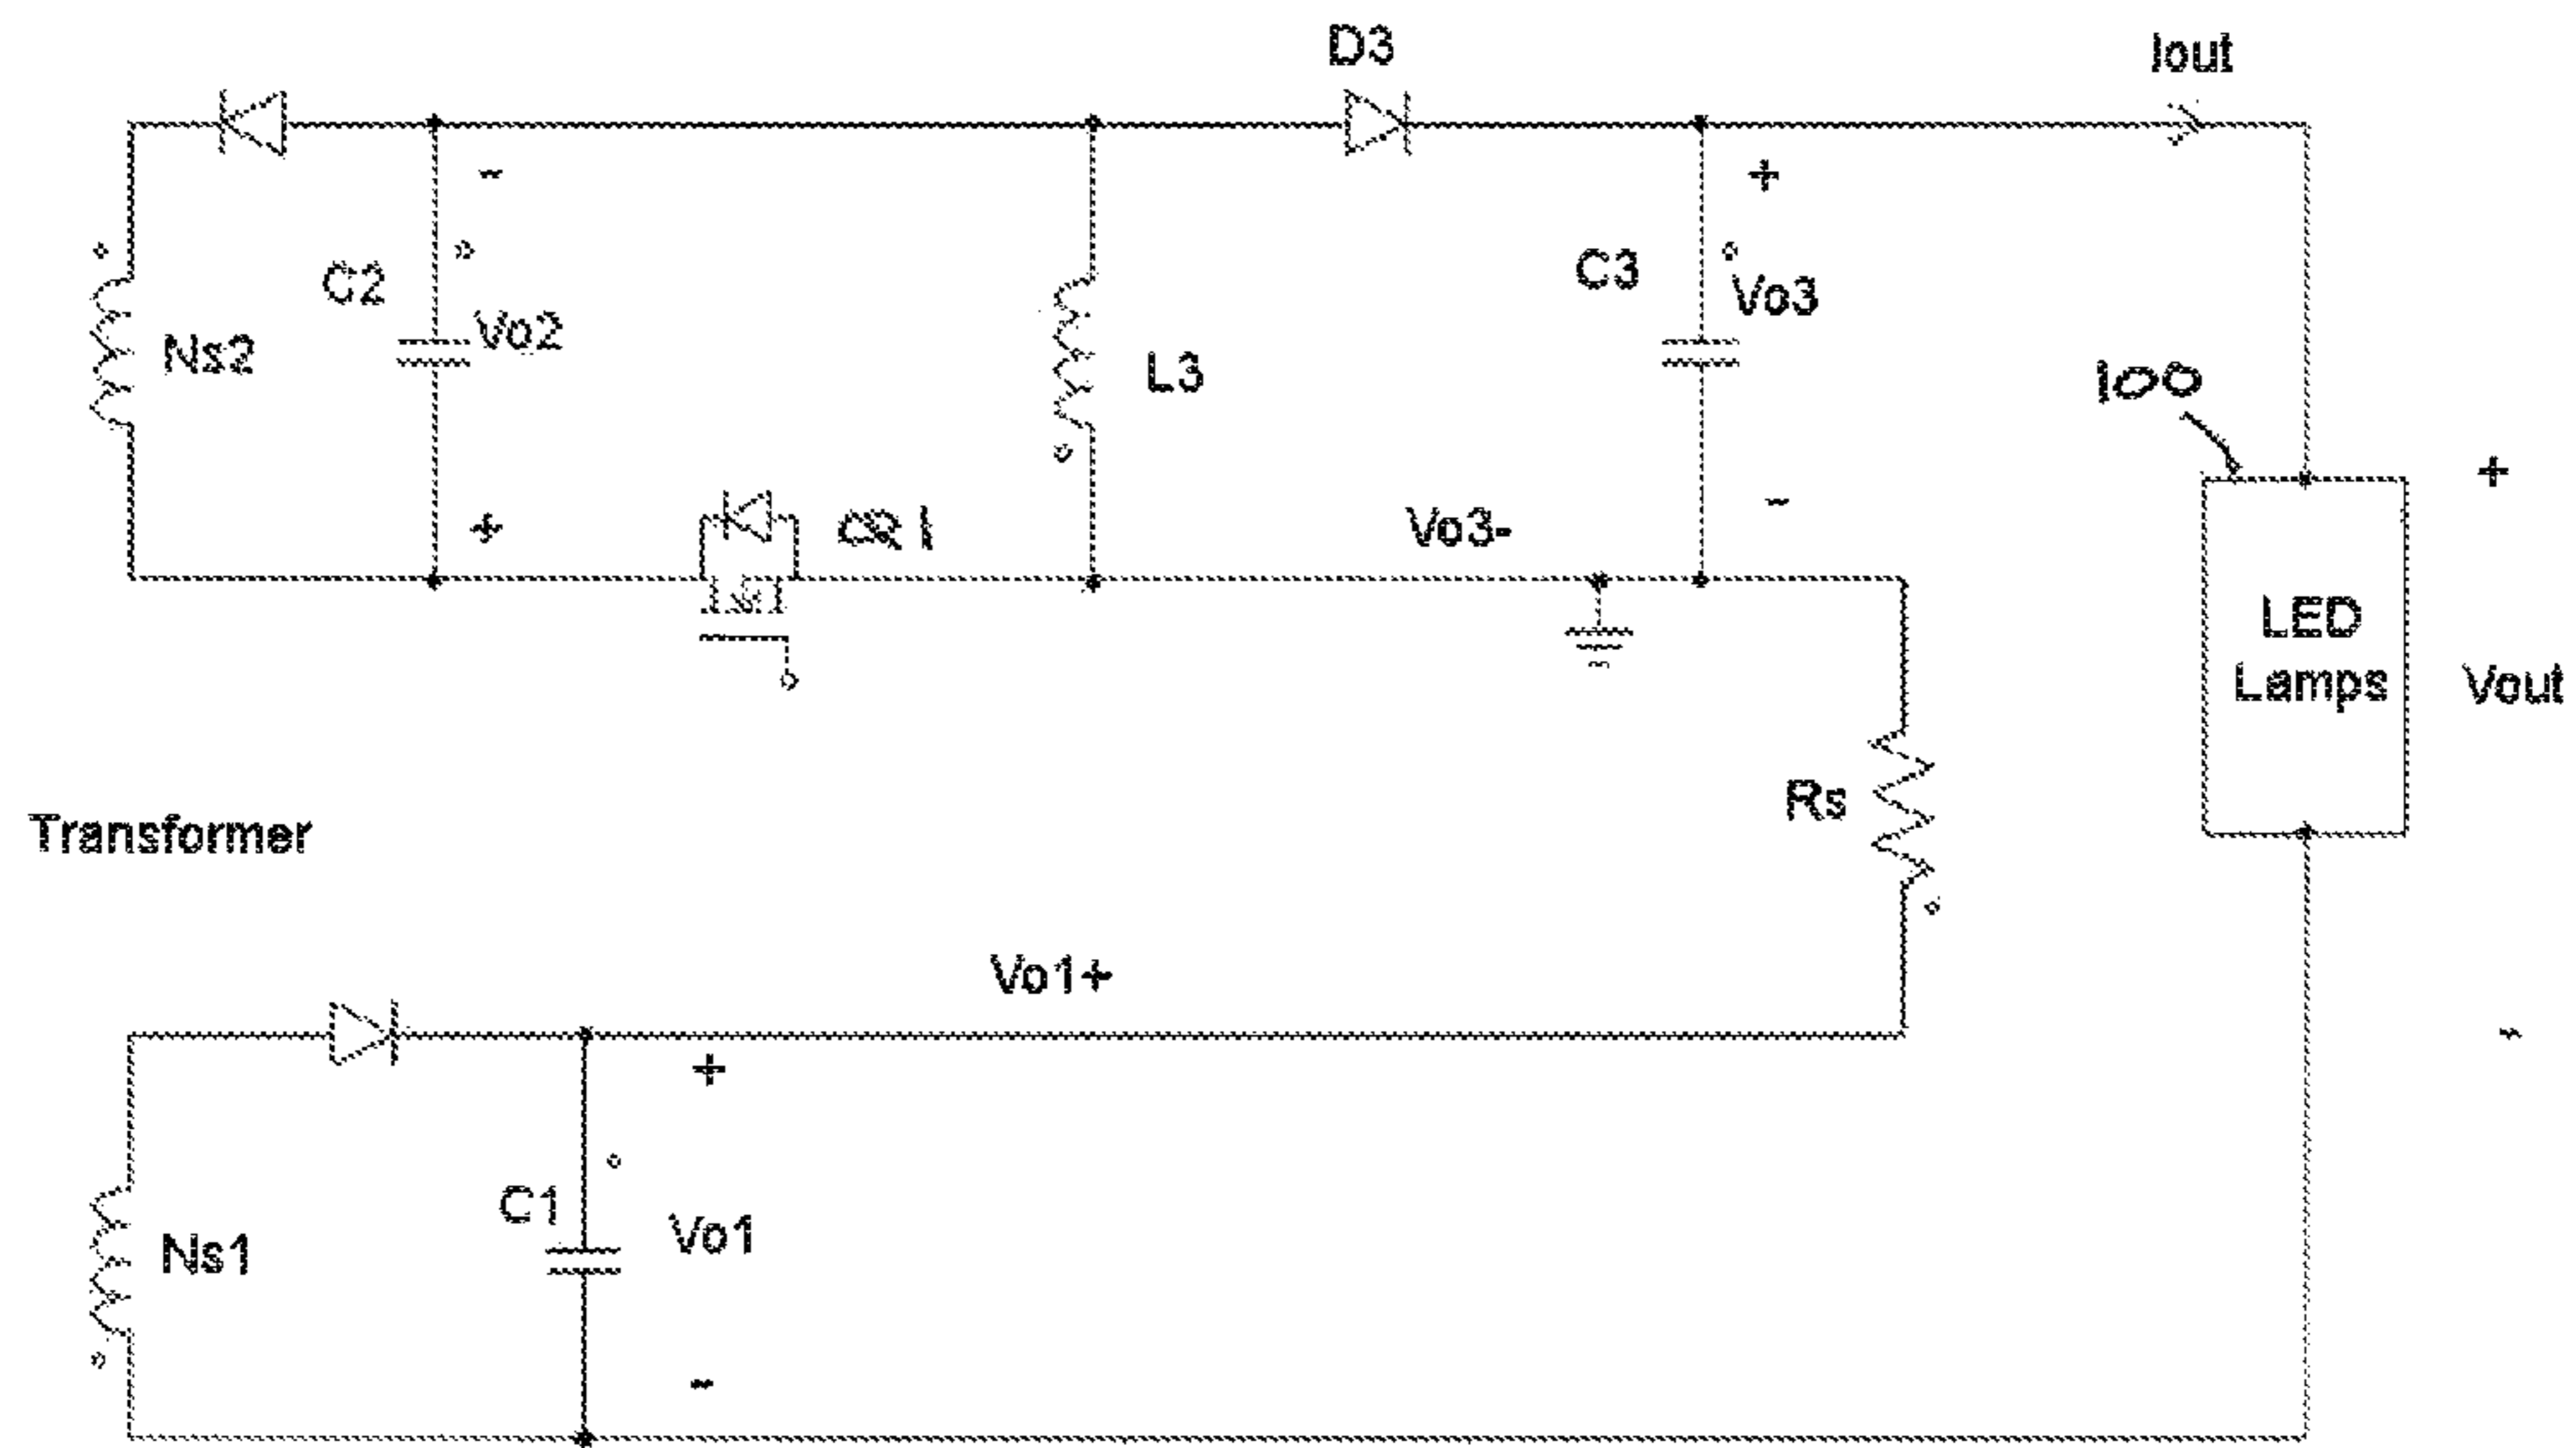 D3
Iout
-
+
C2
Vo2
Ns2
L3
C3
Vo3
100
+
Vo3-
-
+
LED
Lamps
Vout
Rs
Transformer
-
Vo1+
+
C1
Vo1
Ns1
-